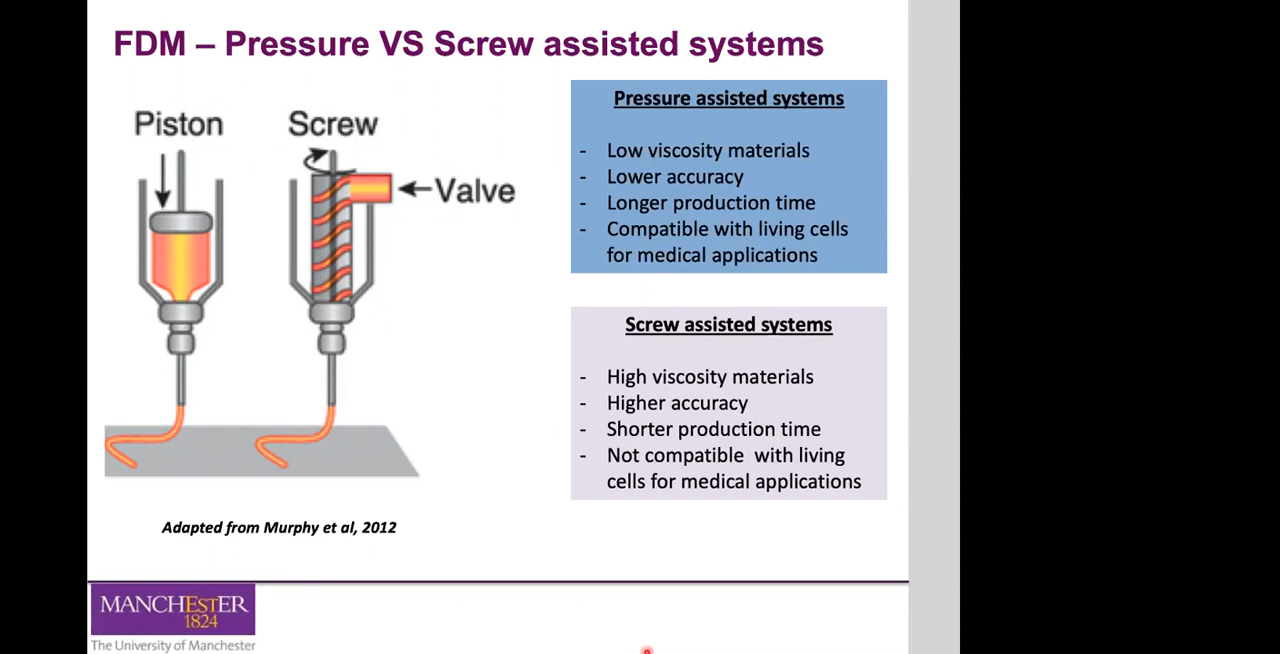 FDM – Pressure VS Screw assisted systems
Piston
Screw
Valve
Adapted from Murphy et al, 2012
Pressure assisted systems
- Low viscosity materials
- Lower accuracy
- Longer production time
- Compatible with living cells
for medical applications
Screw assisted systems
- High viscosity materials
- Higher accuracy
- Shorter production time
- Not compatible with living
cells for medical applications
MANCHESTER
1824
The University of Manchester